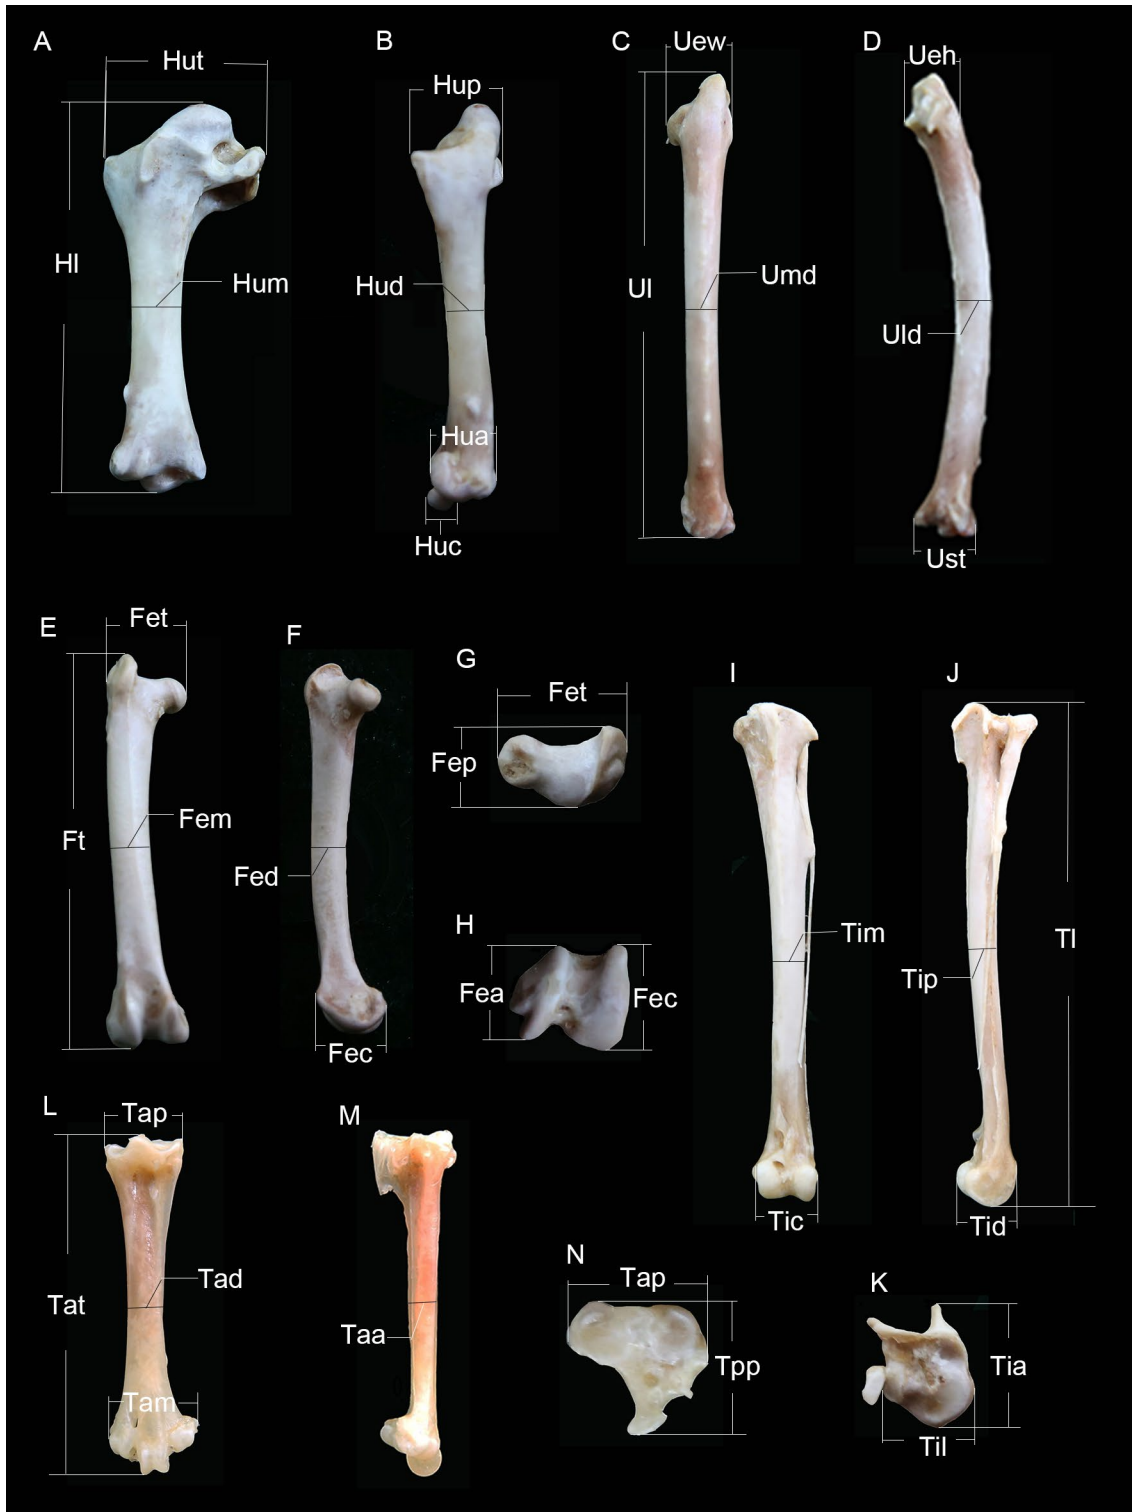 A
Hut
Hl
Hum
B
Hup
Hud
Hua
Huc
C
Uew
Ul
Umd
D
Ueh
Uld
Ust
E
Fet
Ft
Fem
F
Fed
Fec
G
Fet
Fep
H
Fea
Fec
I
Tim
Tic
J
Tl
Tip
Tid
L
Tap
Tat
Tad
Tam
M
Taa
N
Tap
Tpp
K
Tia
Til